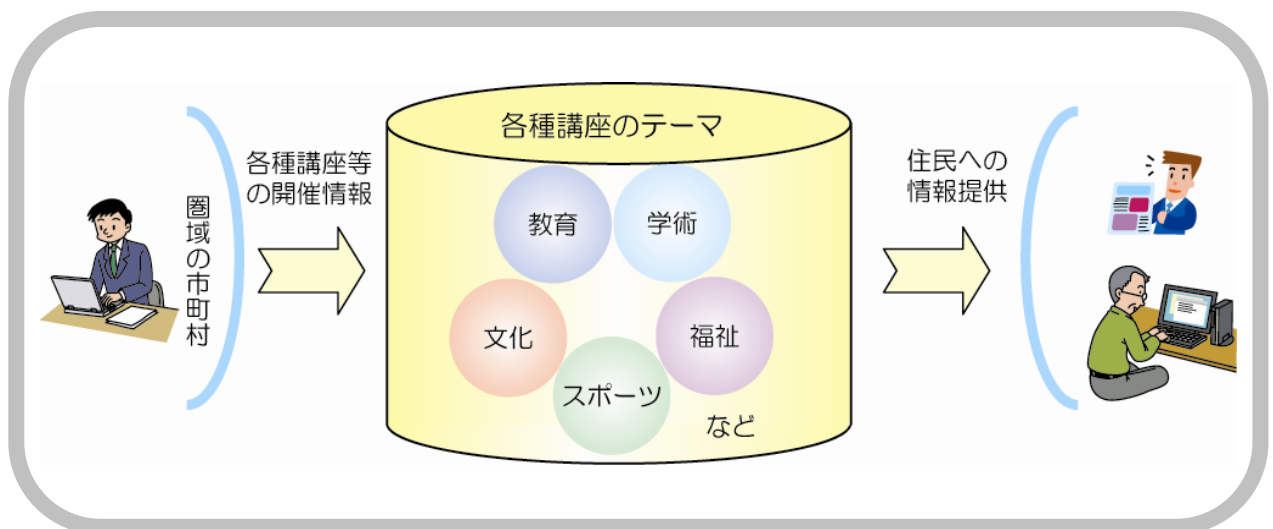 圏域の市町村
各種講座等
の開催情報
各種講座のテーマ
教育
学術
文化
福祉
スポーツ
など
住民への
情報提供